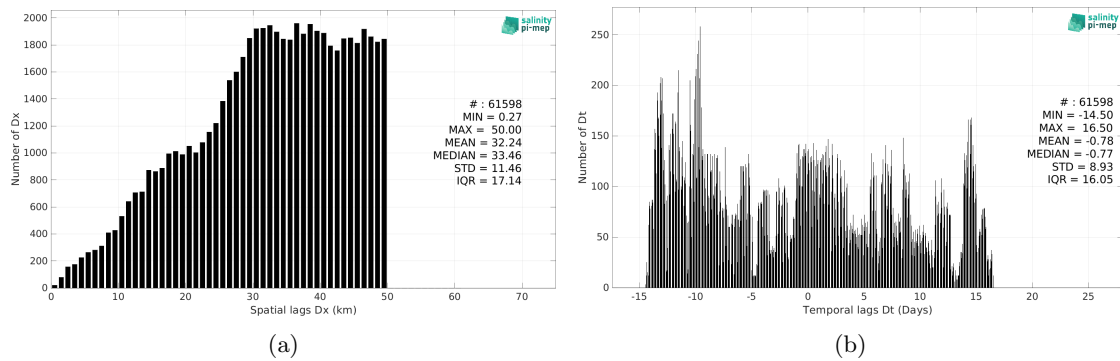 salinity
pi-mep
2000
1800
1600
1400
1200
1000
800
600
400
200
0
Number of Dx
# : 61598
MIN = 0.27
MAX = 50.00
MEAN = 32.24
MEDIAN = 33.46
STD = 11.46
IQR = 17.14
0 10 20 30 40 50 60 70
Spatial lags Dx (km)
(a)
salinity
pi-mep
250
200
150
100
50
0
Number of Dt
# : 61598
MIN = -14.50
MAX = 16.50
MEAN = -0.78
MEDIAN = -0.77
STD = 8.93
IQR = 16.05
-15 -10 -5 0 5 10 15 20 25
Temporal lags Dt (Days)
(b)